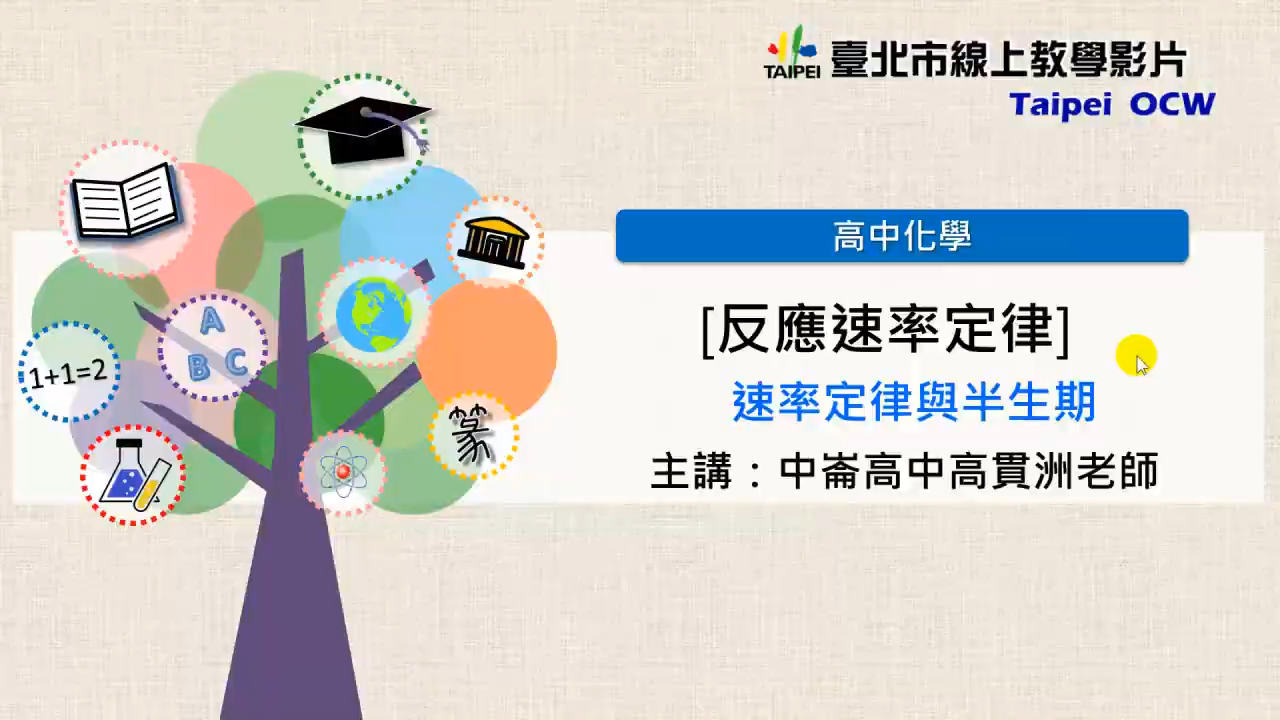 TAIPEI 臺北市線上教學影片
Taipei OCW
高中化學
[反應速率定律]
速率定律與半生期
主講：中崙高中高貫洲老師
A
B C
1+1=2
篆